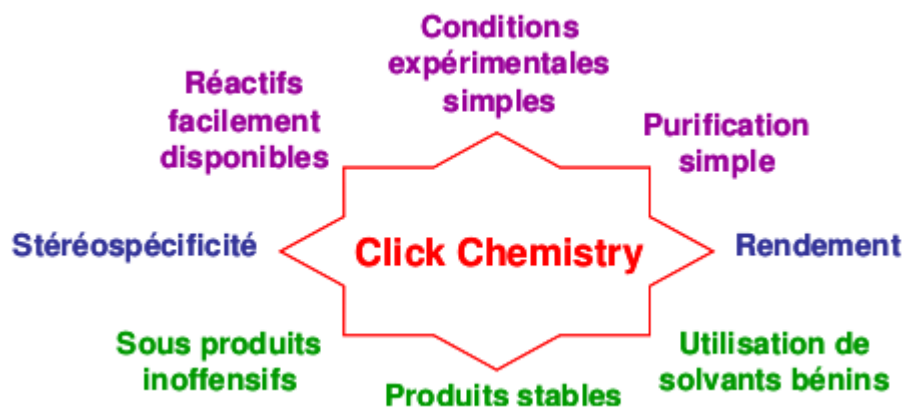 Conditions
expérimentales
simples
Réactifs
facilement
disponibles
Purification
simple
Stéréospécificité
Click Chemistry
Rendement
Sous produits
inoffensifs
Produits stables
Utilisation de
solvants bénins